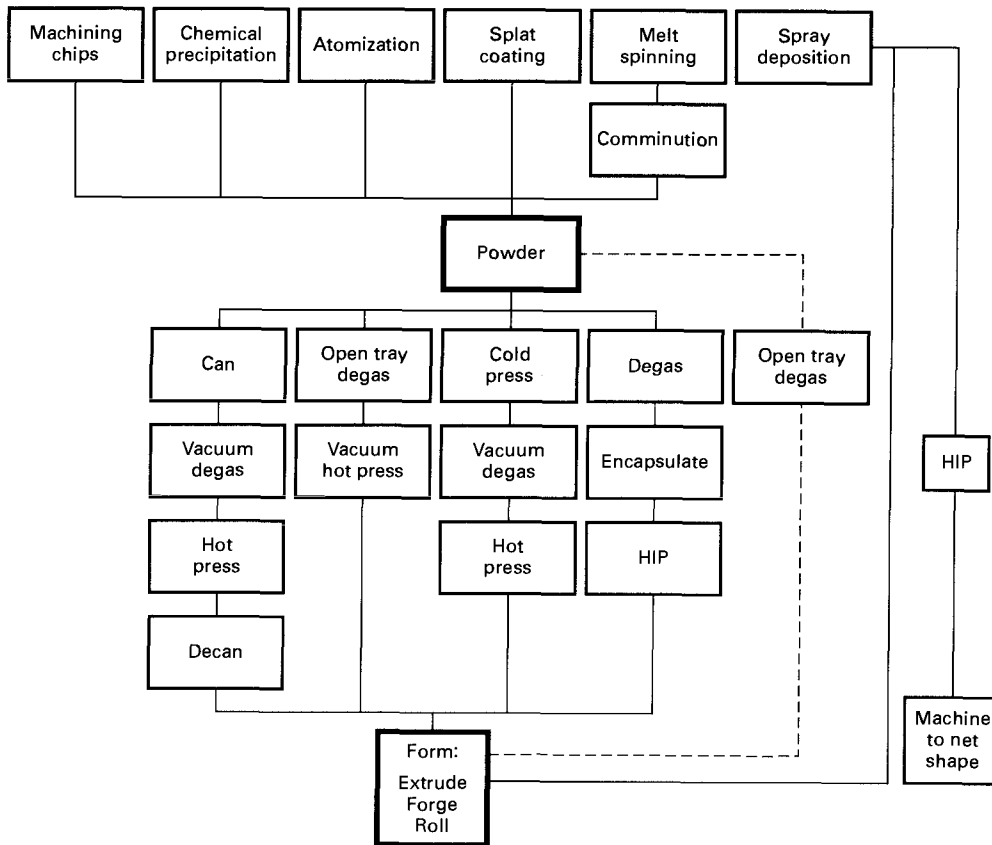 Machining
chips
Chemical
precipitation
Atomization
Splat
coating
Melt
spinning
Spray
deposition
Comminution
Powder
Can
Open tray
degas
Cold
press
Degas
Open tray
degas
Vacuum
degas
Vacuum
hot press
Vacuum
degas
Encapsulate
HIP
Hot
press
Hot
press
HIP
Decan
Machine
to net
shape
Form:
Extrude
Forge
Roll